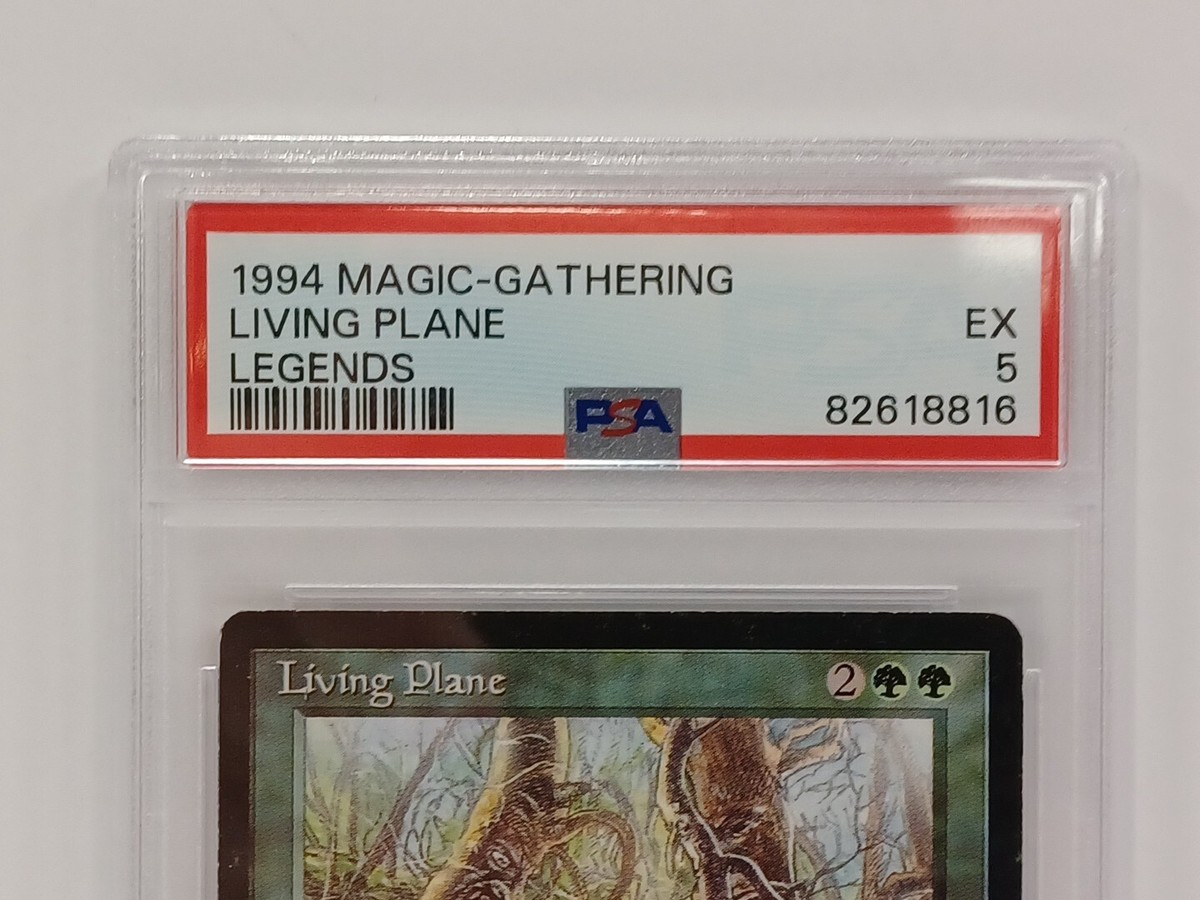 1994 MAGIC-GATHERING
LIVING PLANE EX
LEGENDS 5
PSA 82618816
Living Plane 2